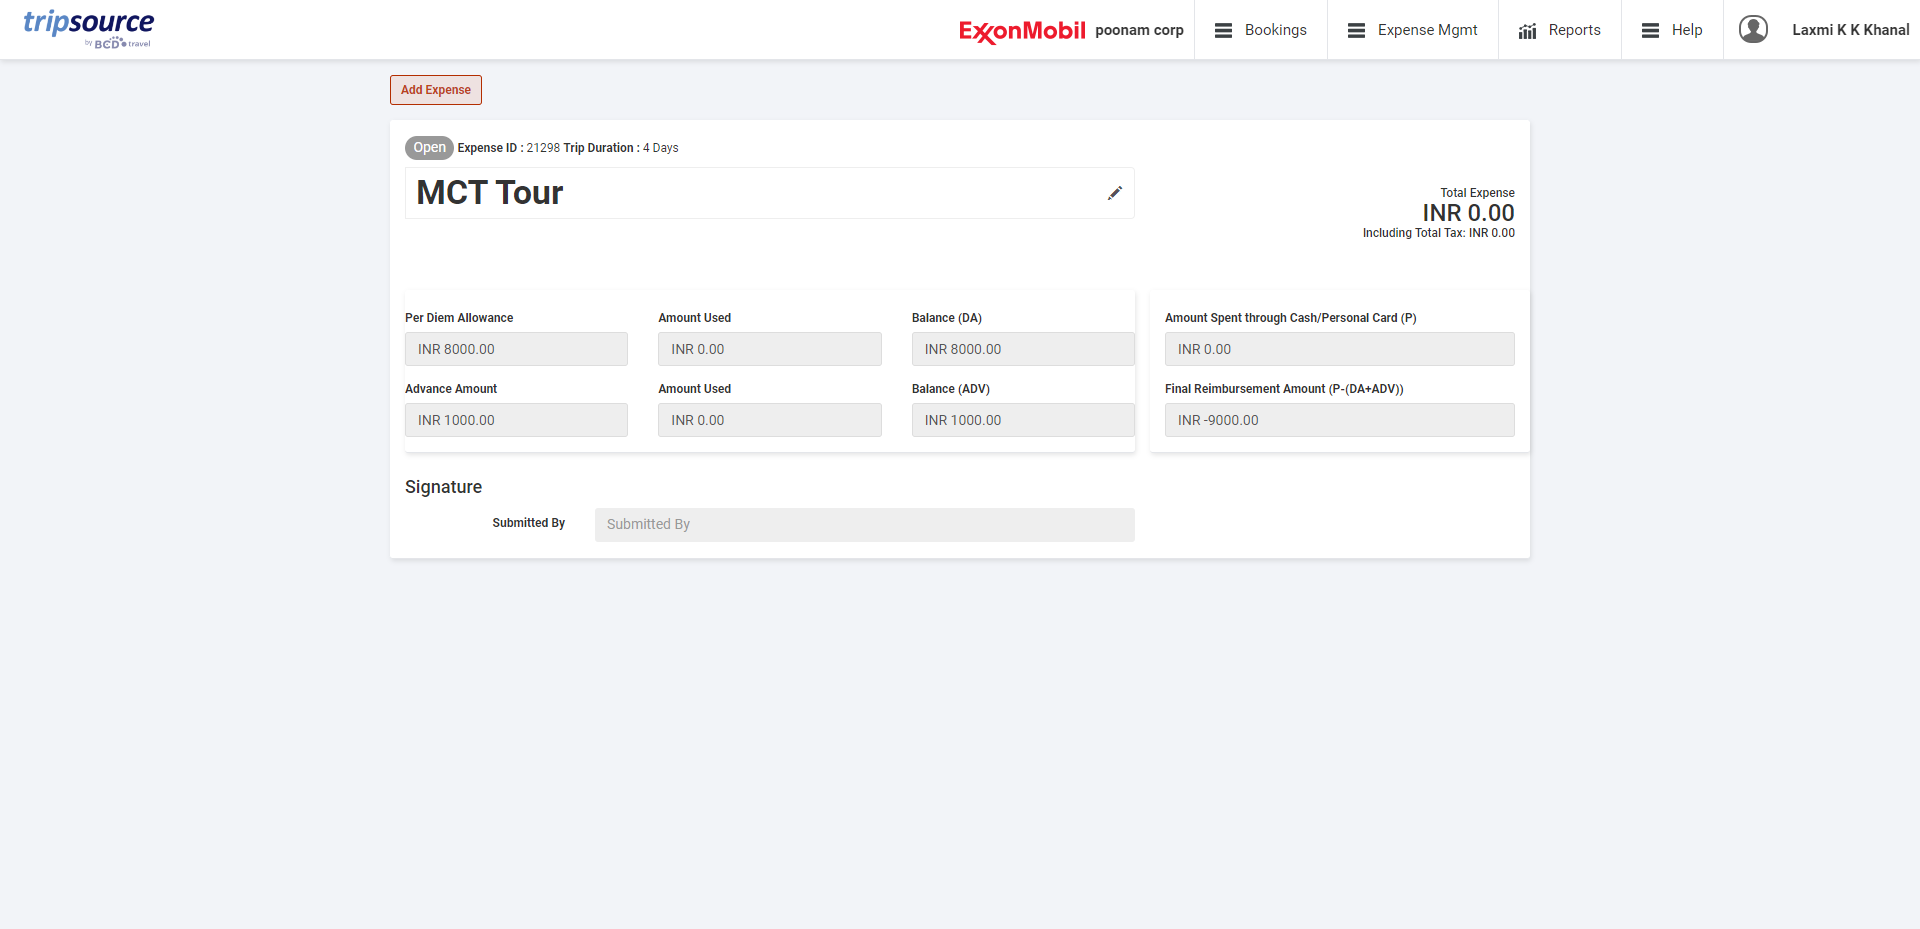 tripsource
by BCD travel
ExxonMobil poonam corp
Bookings
Expense Mgmt
Reports
Help
Laxmi K K Khanal
Add Expense
Open Expense ID : 21298 Trip Duration : 4 Days
MCT Tour
Total Expense
INR 0.00
Including Total Tax: INR 0.00
Per Diem Allowance
INR 8000.00
Amount Used
INR 0.00
Balance (DA)
INR 8000.00
Advance Amount
INR 1000.00
Amount Used
INR 0.00
Balance (ADV)
INR 1000.00
Amount Spent through Cash/Personal Card (P)
INR 0.00
Final Reimbursement Amount (P-(DA+ADV))
INR -9000.00
Signature
Submitted By
Submitted By